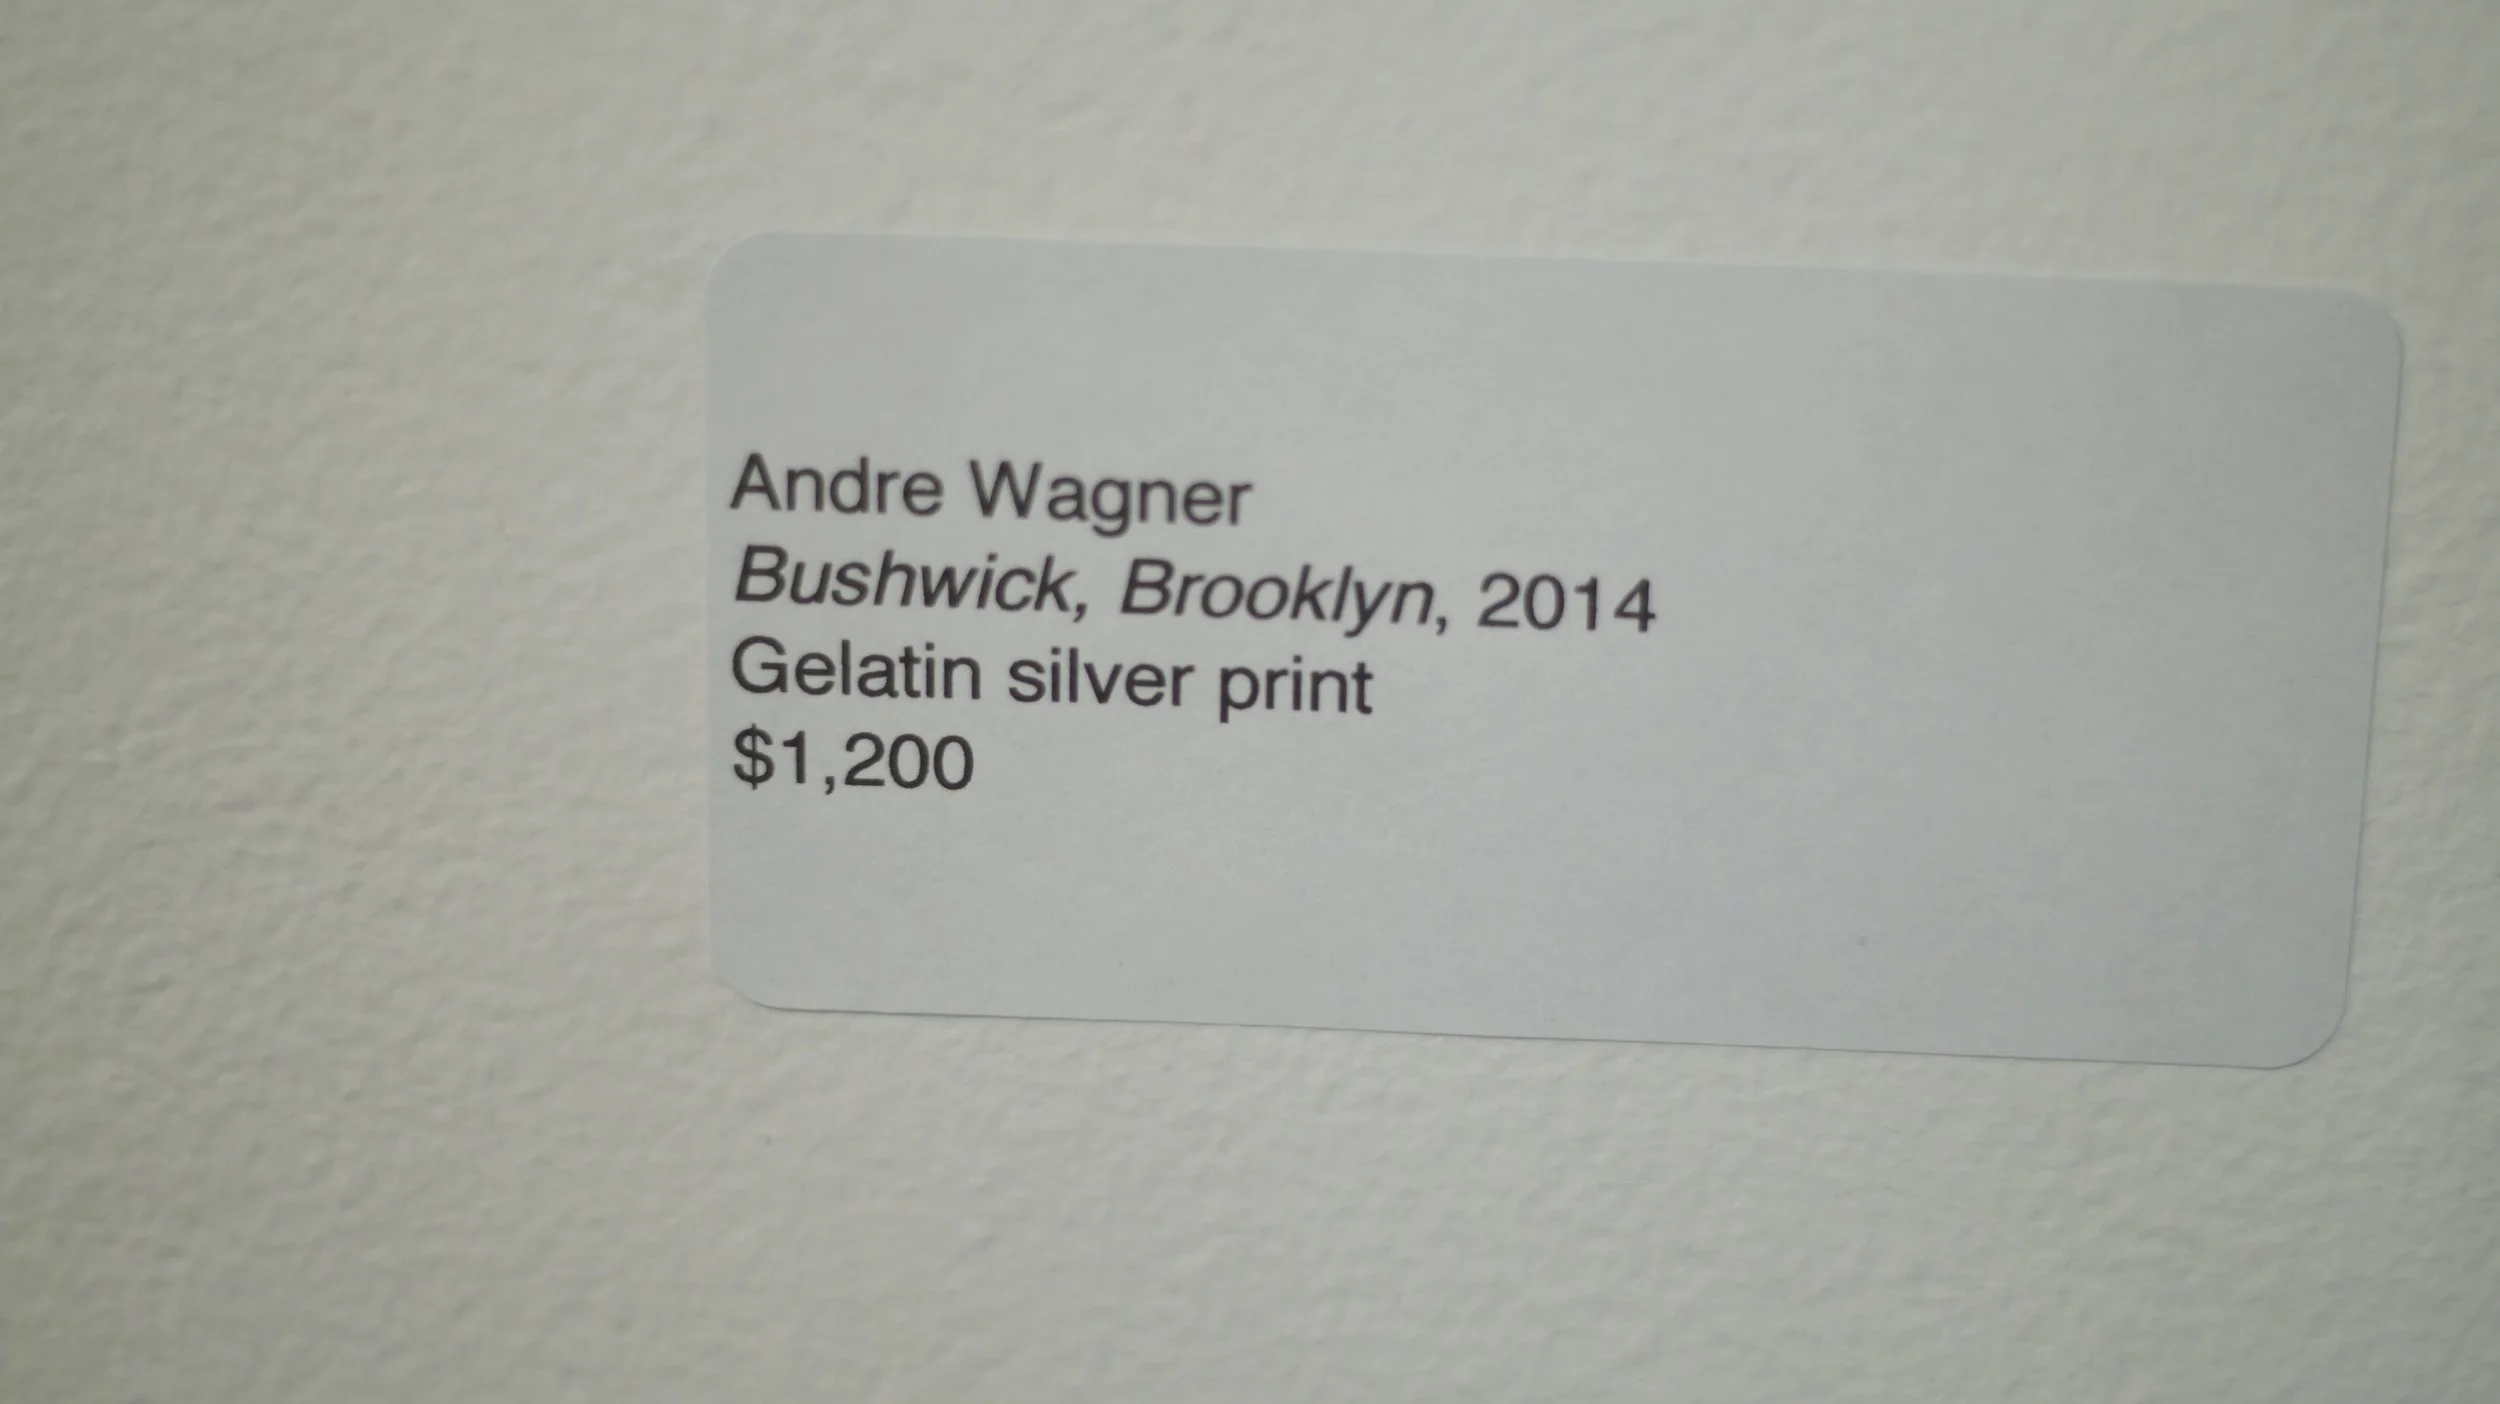 Andre Wagner
Bushwick, Brooklyn, 2014
Gelatin silver print
$1,200